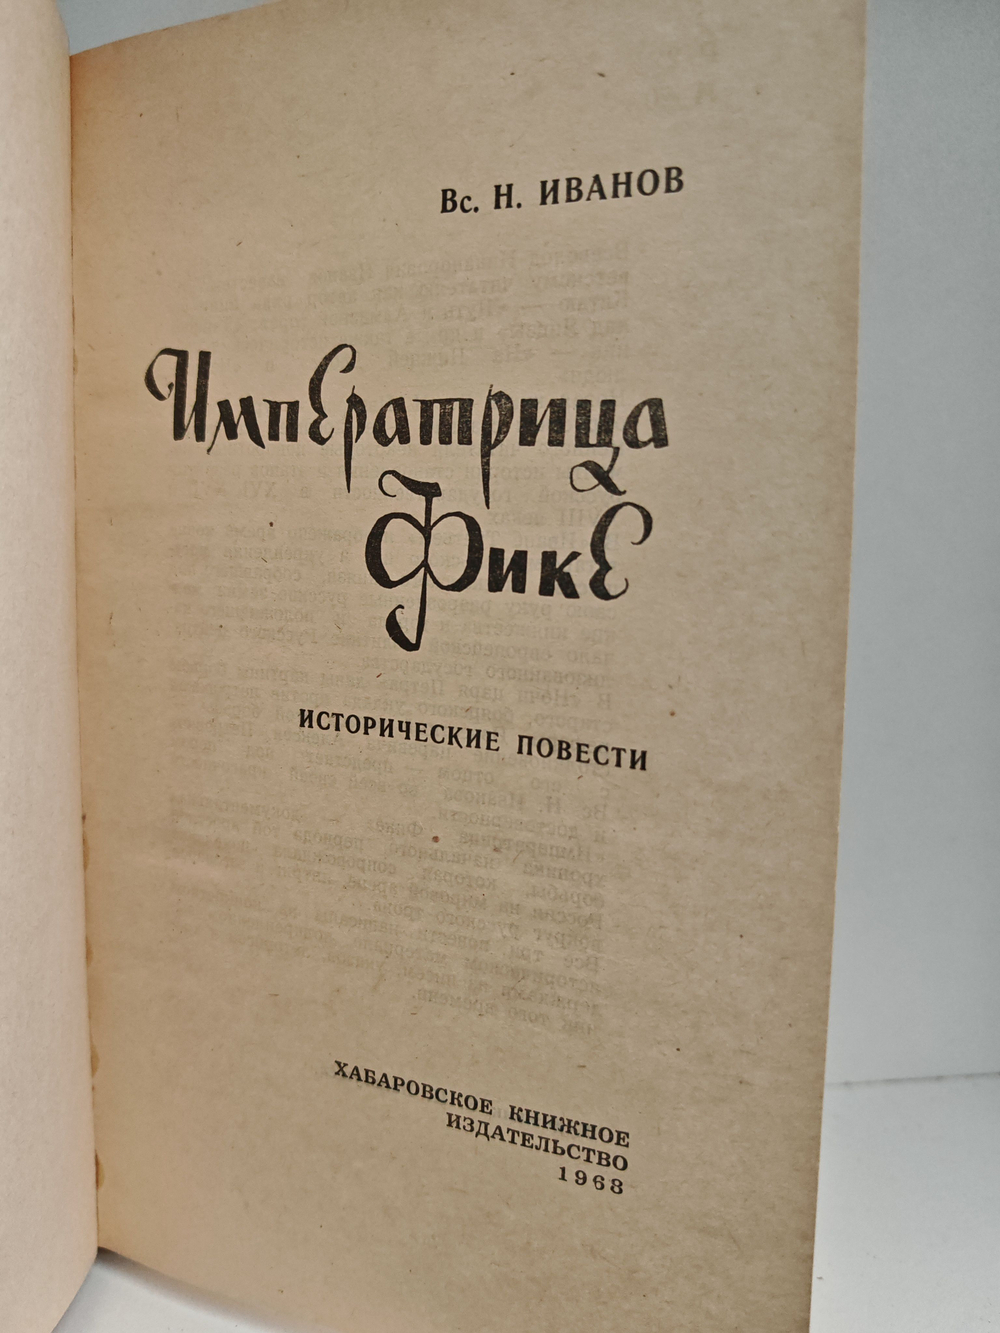 Вс. Н. ИВАНОВ
Императрица
Фике
ИСТОРИЧЕСКИЕ ПОВЕСТИ
ХАБАРОВСКОЕ КНИЖНОЕ
ИЗДАТЕЛЬСТВО
1968